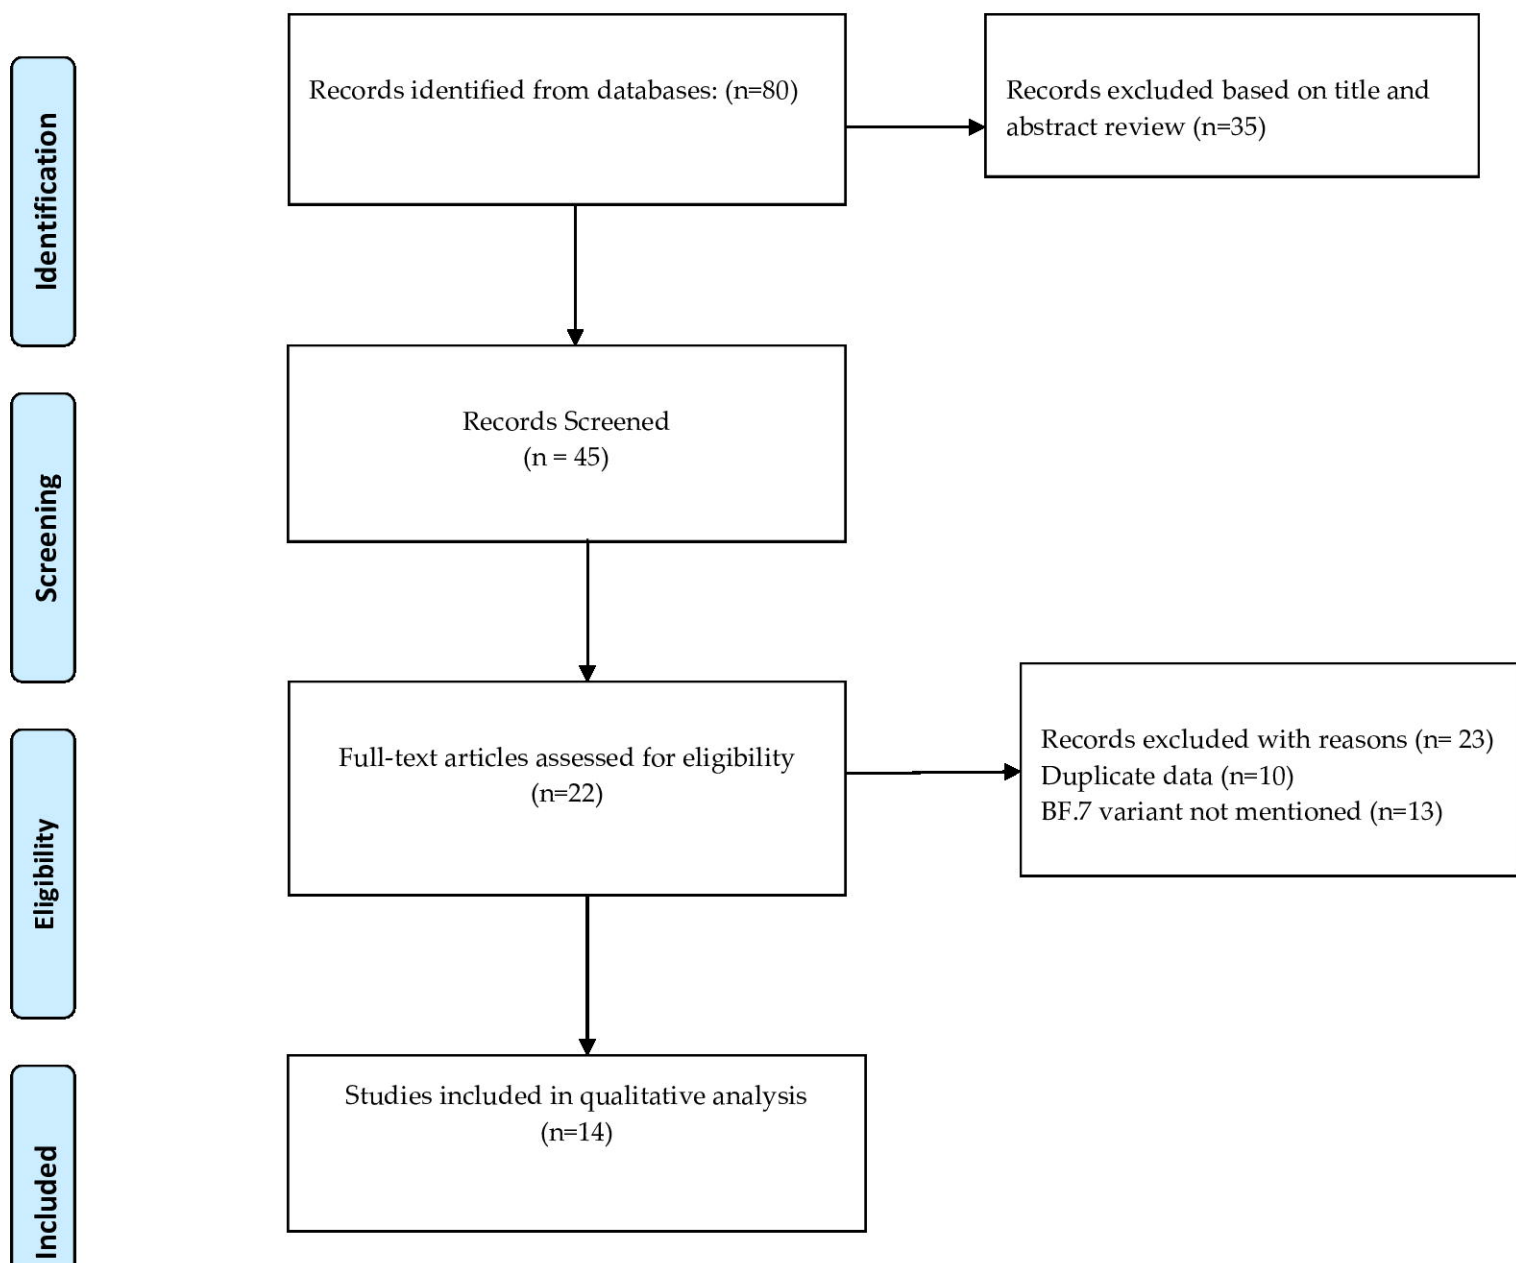 Identification
Records identified from databases: (n=80)
Records excluded based on title and
abstract review (n=35)
Screening
Records Screened
(n = 45)
Eligibility
Full-text articles assessed for eligibility
(n=22)
Records excluded with reasons (n= 23)
Duplicate data (n=10)
BF.7 variant not mentioned (n=13)
Included
Studies included in qualitative analysis
(n=14)